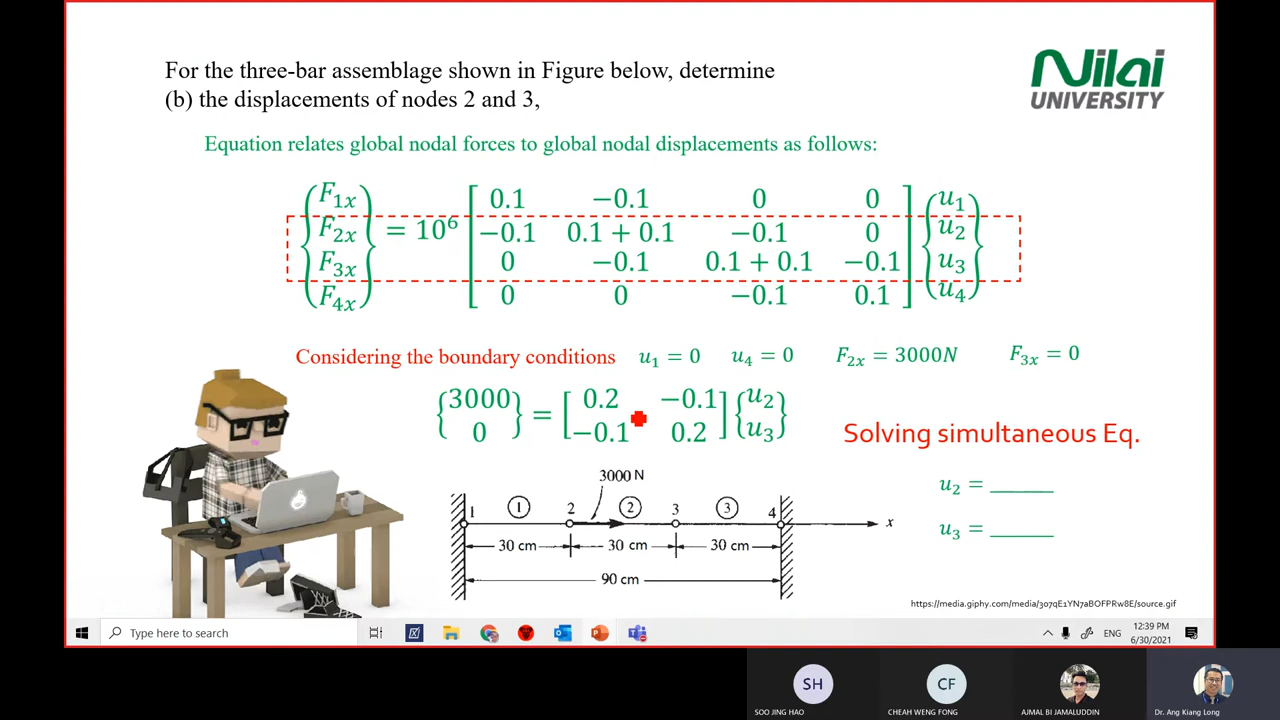 For the three-bar assemblage shown in Figure below, determine
(b) the displacements of nodes 2 and 3,
Nilai
UNIVERSITY
Equation relates global nodal forces to global nodal displacements as follows:
F1x 0.1 −0.1 0 0 u1
F2x = 10⁶ −0.1 0.1 + 0.1 −0.1 0 u2
F3x 0 −0.1 0.1 + 0.1 −0.1 u3
F4x 0 0 −0.1 0.1 u4
Considering the boundary conditions u1 = 0 u4 = 0 F2x = 3000N F3x = 0
{3000 0} = [0.2 −0.1 −0.1 0.2] {u2 u3}
Solving simultaneous Eq.
u2 = ______
u3 = ______
3000 N
1 ① 2 ② 3 ③ 4 x
30 cm 30 cm 30 cm
90 cm
https://media.giphy.com/media/3o7qE1YN7aBOFPRw8E/source.gif
Type here to search
ENG
12:39 PM
6/30/2021
SH
CF
SOO JING HAO
CHEAH WENG FONG
AJMAL BI JAMALUDDIN
Dr. Ang Kiang Long